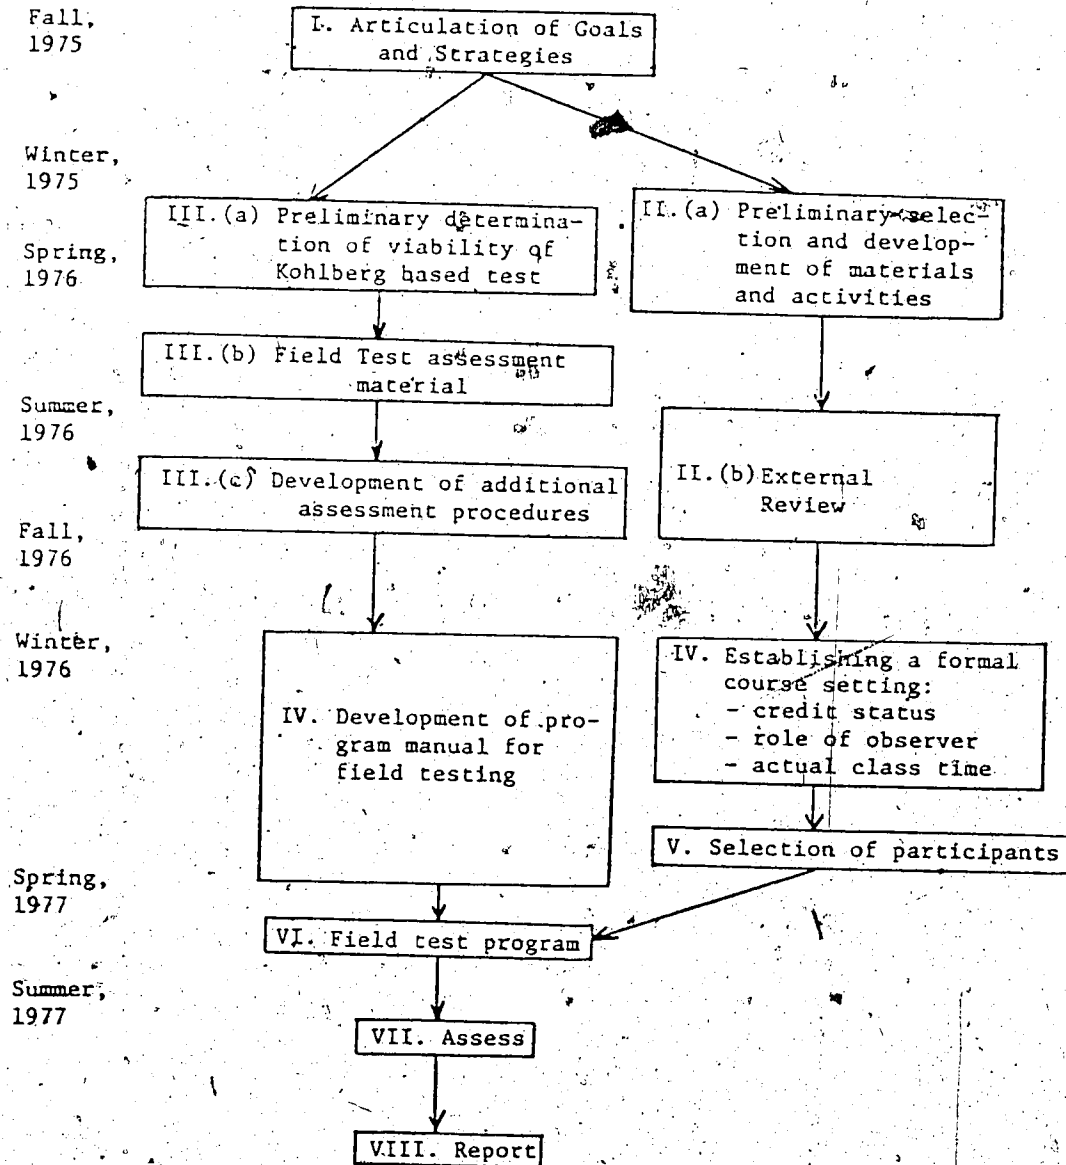 Fall,
1975
I. Articulation of Goals
and Strategies
Winter,
1975
III.(a) Preliminary determina-
tion of viability of
Kohlberg based test
II.(a) Preliminary selec-
tion and develop-
ment of materials
and activities
Spring,
1976
III.(b) Field Test assessment
material
Summer,
1976
III.(c) Development of additional
assessment procedures
II.(b) External
Review
Fall,
1976
Winter,
1976
IV. Development of pro-
gram manual for
field testing
IV. Establishing a formal
course setting:
- credit status
- role of observer
- actual class time
V. Selection of participants
Spring,
1977
VI. Field test program
Summer,
1977
VII. Assess
VIII. Report